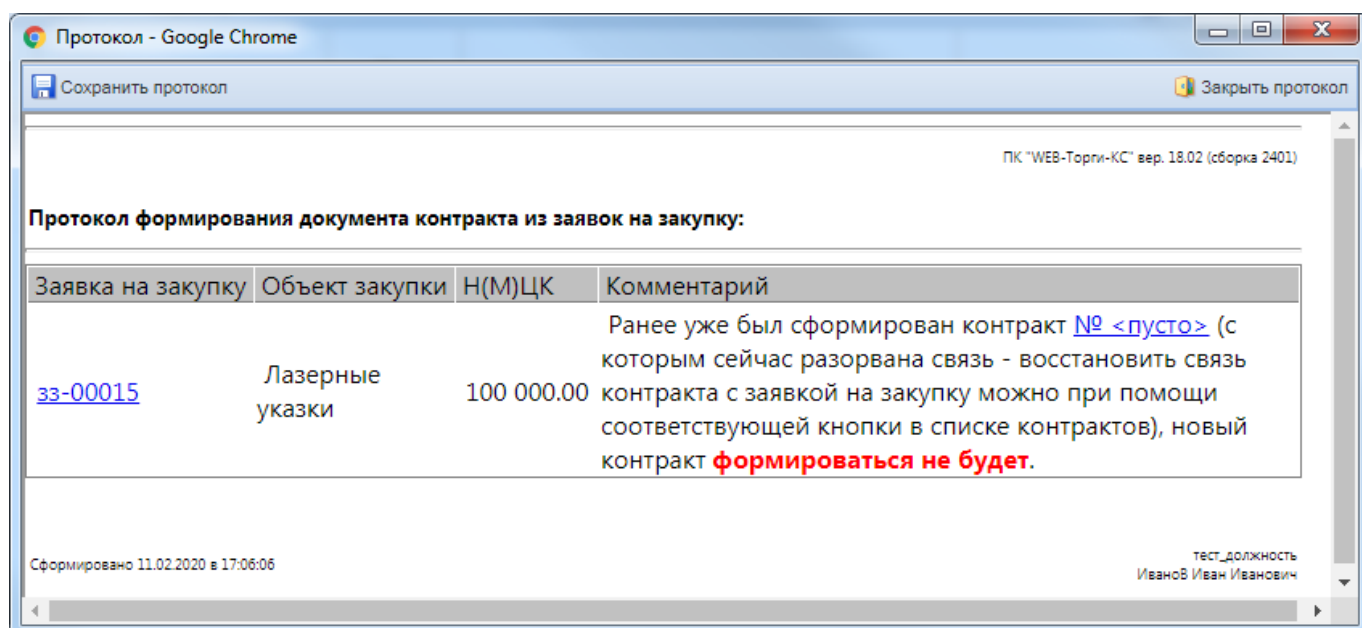 Протокол - Google Chrome
Сохранить протокол
Закрыть протокол
ПК "WEB-Торги-КС" вер. 18.02 (сборка 2401)
Протокол формирования документа контракта из заявок на закупку:
Заявка на закупку Объект закупки Н(М)ЦК Комментарий
зз-00015
Лазерные
указки
100 000.00
Ранее уже был сформирован контракт № <пусто> (с
которым сейчас разорвана связь - восстановить связь
контракта с заявкой на закупку можно при помощи
соответствующей кнопки в списке контрактов), новый
контракт формироваться не будет.
Сформировано 11.02.2020 в 17:06:06
тест_должность
ИваноВ Иван Иванович